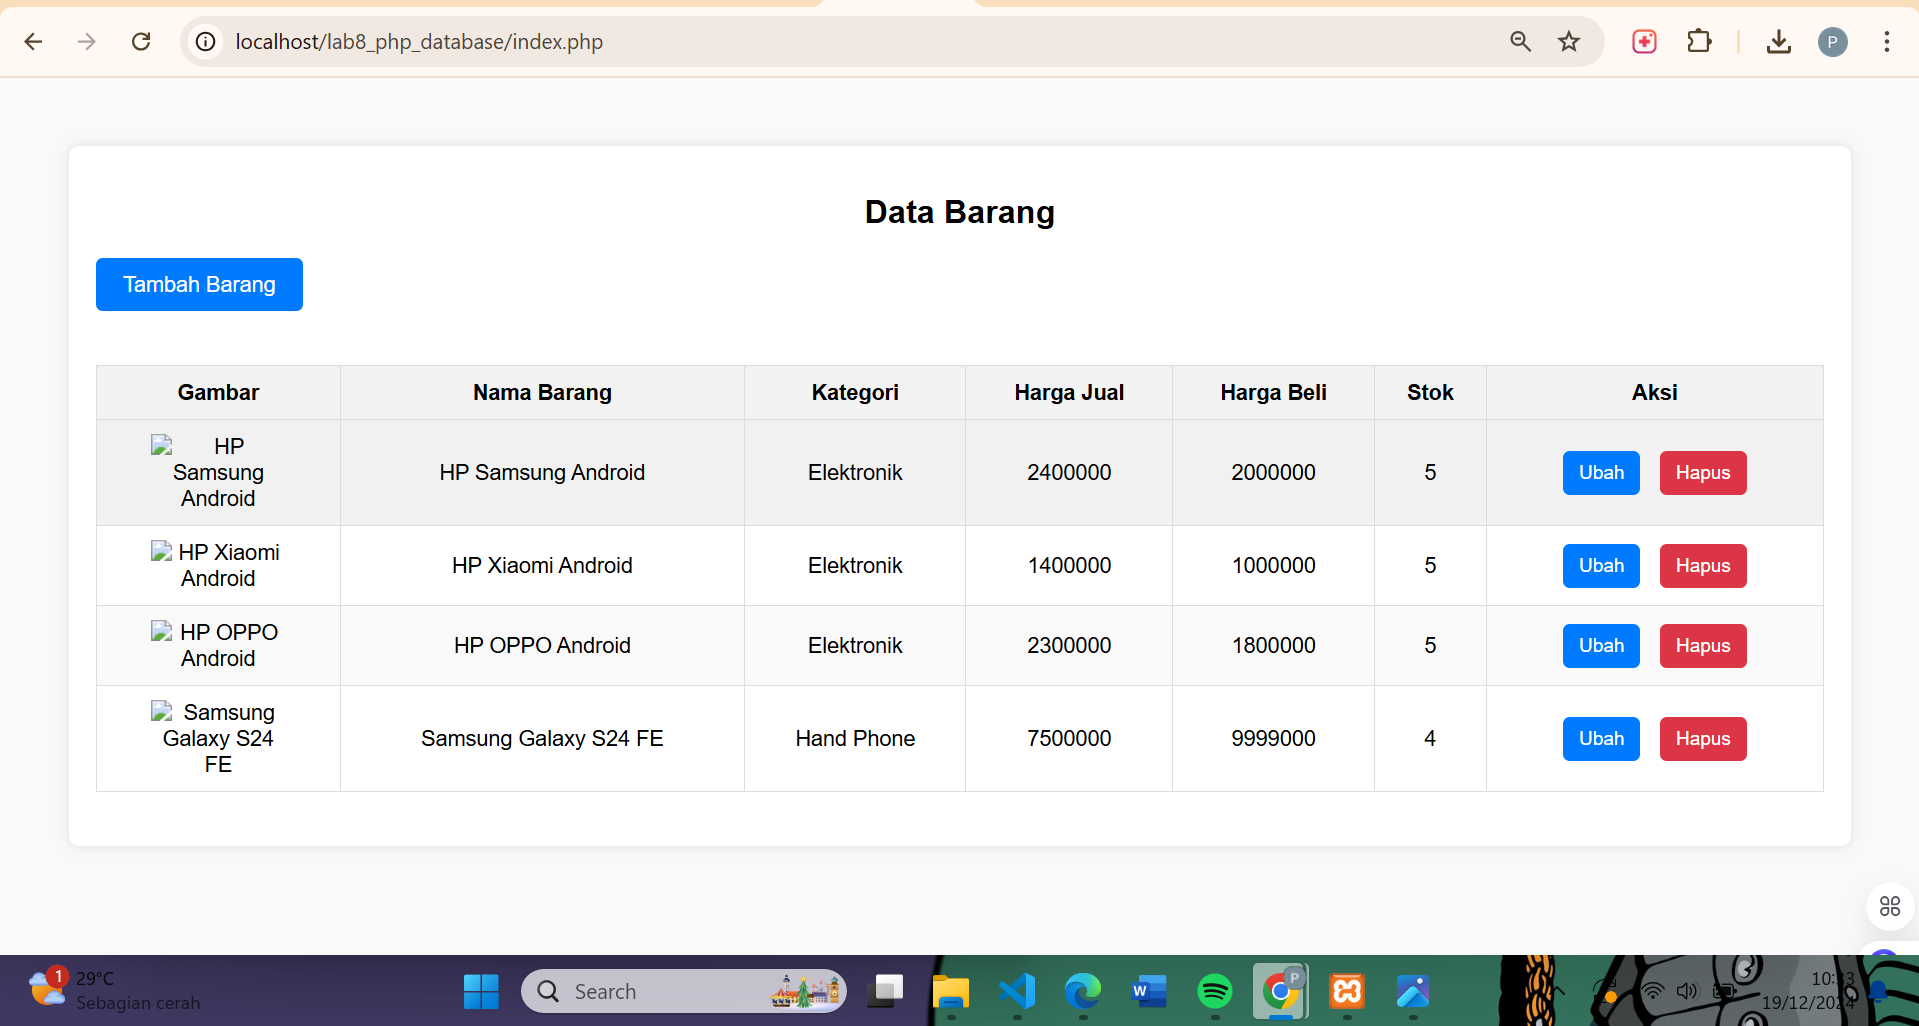 localhost/lab8_php_database/index.php
P
Data Barang
Tambah Barang
Gambar Nama Barang Kategori Harga Jual Harga Beli Stok Aksi
HP
Samsung
Android
HP Samsung Android Elektronik 2400000 2000000 5 Ubah Hapus
HP Xiaomi
Android
HP Xiaomi Android Elektronik 1400000 1000000 5 Ubah Hapus
HP OPPO
Android
HP OPPO Android Elektronik 2300000 1800000 5 Ubah Hapus
Samsung
Galaxy S24
FE
Samsung Galaxy S24 FE Hand Phone 7500000 9999000 4 Ubah Hapus
1
29°C
Sebagian cerah
Search
W
P
10:33
19/12/2024